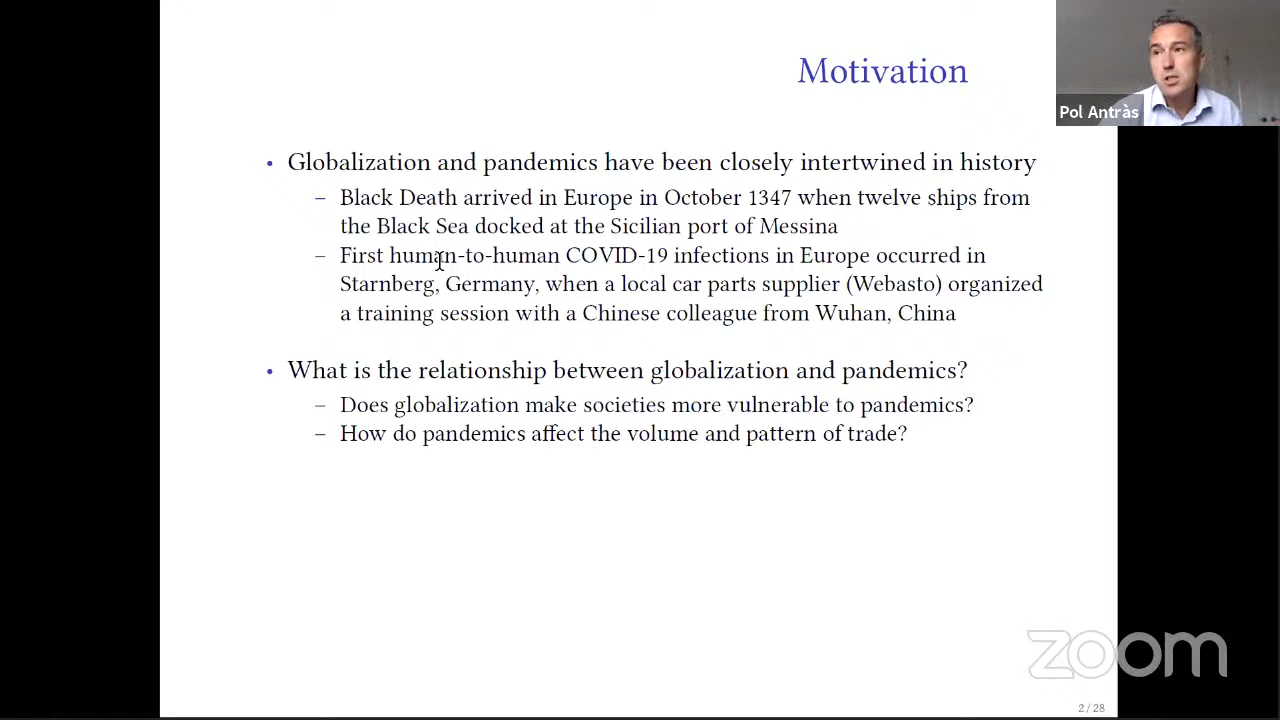 Motivation
Pol Antràs
• Globalization and pandemics have been closely intertwined in history
– Black Death arrived in Europe in October 1347 when twelve ships from
the Black Sea docked at the Sicilian port of Messina
– First human-to-human COVID-19 infections in Europe occurred in
Starnberg, Germany, when a local car parts supplier (Webasto) organized
a training session with a Chinese colleague from Wuhan, China
• What is the relationship between globalization and pandemics?
– Does globalization make societies more vulnerable to pandemics?
– How do pandemics affect the volume and pattern of trade?
zoom
2 / 28